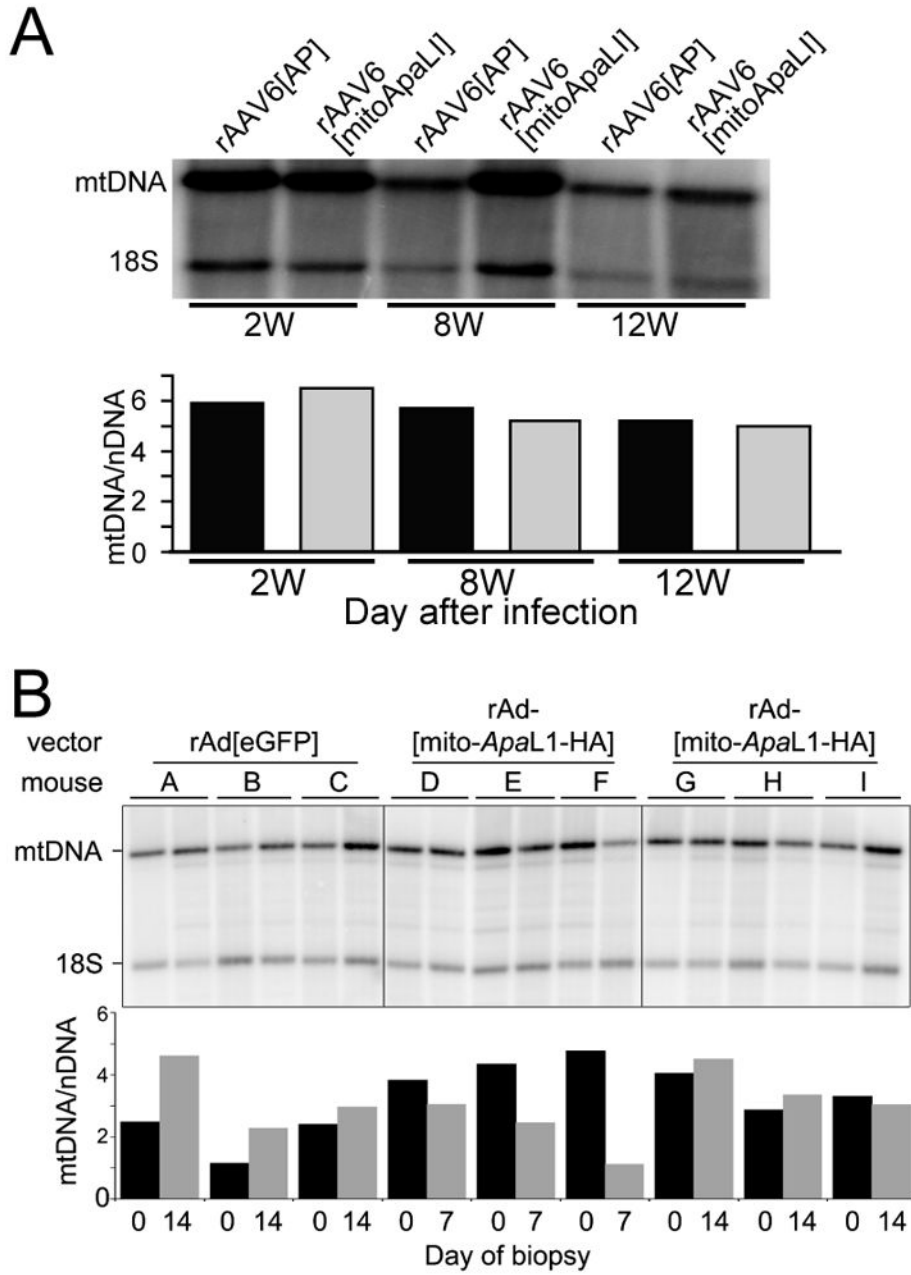 A
rAAV6[AP]
rAAV6
[mitoApaLI]
rAAV6[AP]
rAAV6
[mitoApaLI]
rAAV6[AP]
rAAV6
[mitoApaLI]
mtDNA
18S
2W 8W 12W
mtDNA/nDNA
6
4
2
0
2W 8W 12W
Day after infection
B
vector rAd[eGFP] rAd-
[mito-ApaL1-HA] rAd-
[mito-ApaL1-HA]
mouse A B C D E F G H I
mtDNA
18S
mtDNA/nDNA
6
4
2
0
0 14 0 14 0 14 0 7 0 7 0 7 0 14 0 14 0 14
Day of biopsy